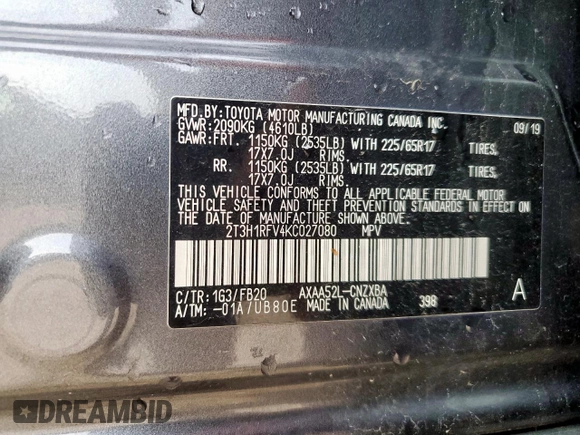 MFD.BY:TOYOTA MOTOR MANUFACTURING CANADA INC.
GVWR:2090KG (4610LB) 09/19
GAWR:FRT. 1150KG (2535LB) WITH 225/65R17 TIRES,
17X7.0J RIMS.
RR. 1150KG (2535LB) WITH 225/65R17 TIRES,
17X7.0J RIMS.
THIS VEHICLE CONFORMS TO ALL APPLICABLE FEDERAL MOTOR
VEHICLE SAFETY AND THEFT PREVENTION STANDARDS IN EFFECT ON
THE DATE OF MANUFACTURE SHOWN ABOVE.
2T3H1RFV4KC027080 MPV
C/TR:1G3/FB20 AXAA52L-CNZXBA
A/TM:-01A/UB80E MADE IN CANADA 398 A
DREAMBID